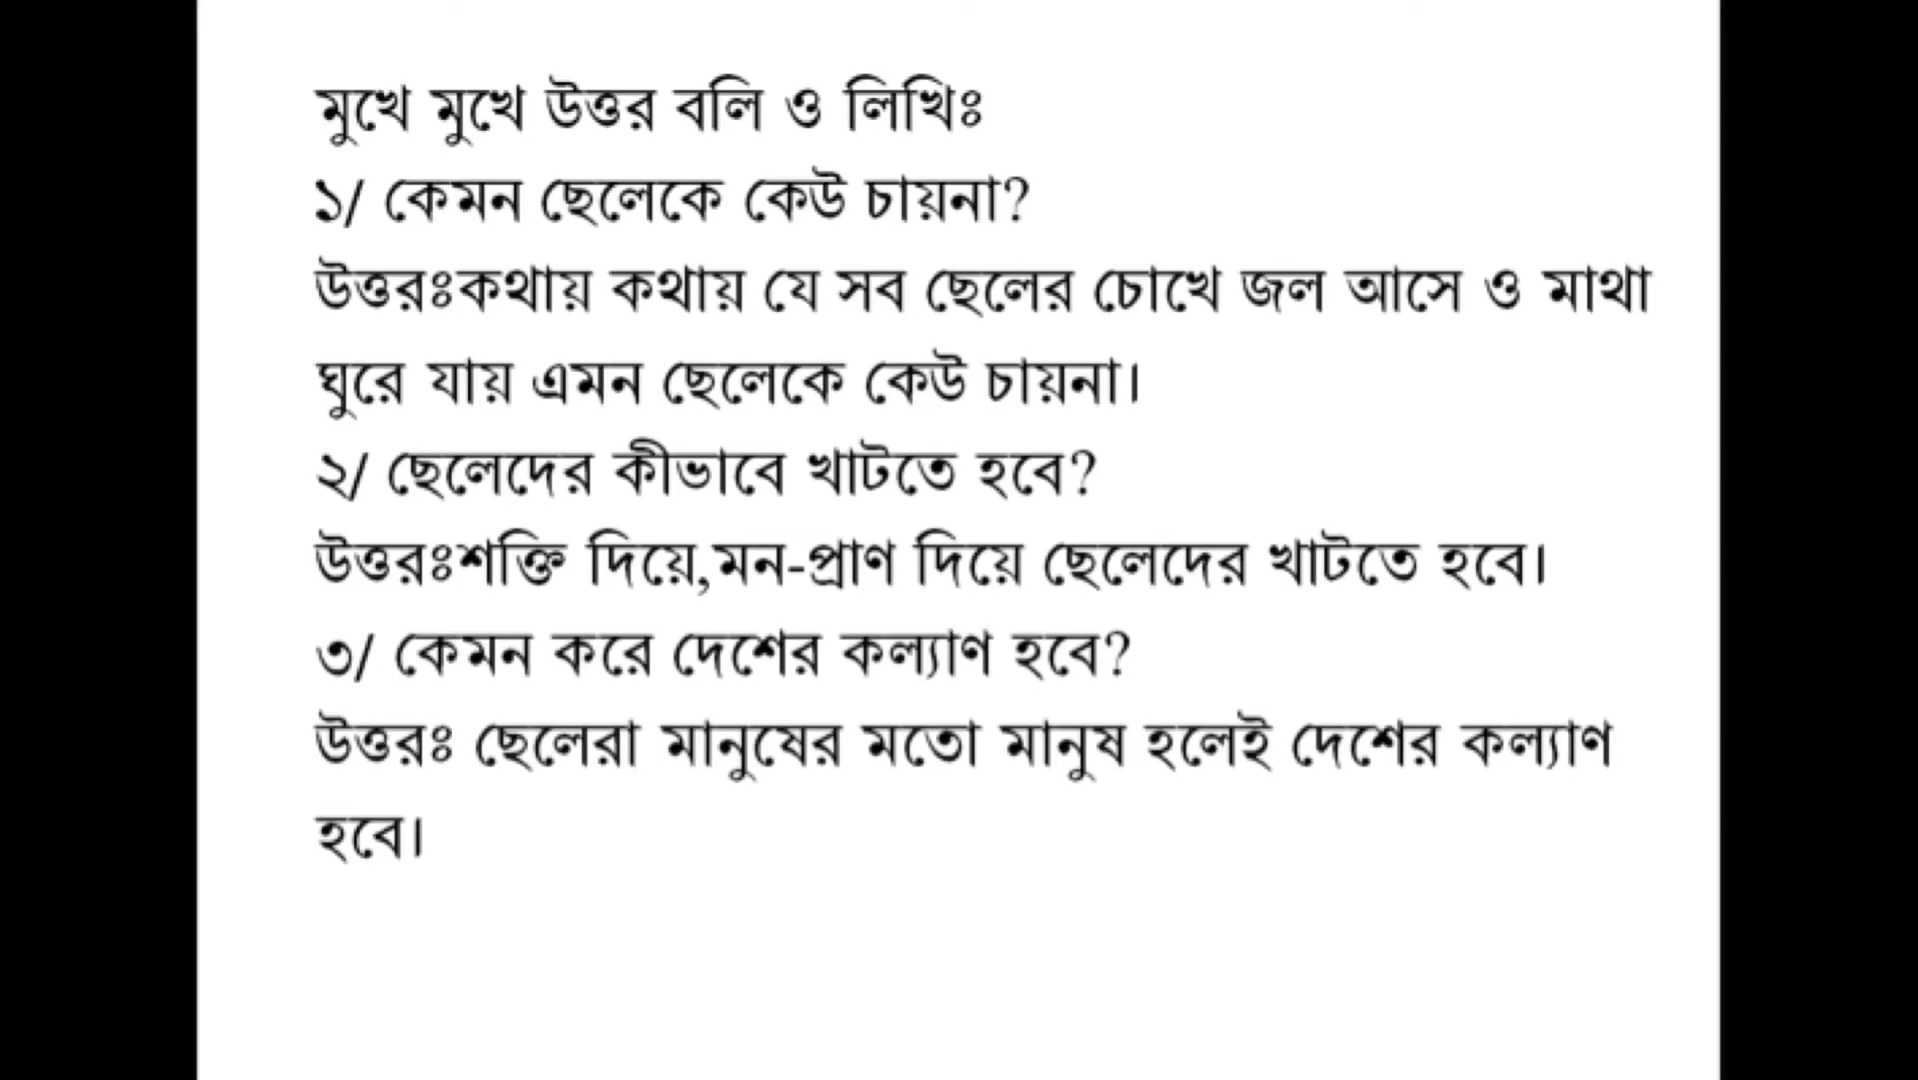 মুখে মুখে উত্তর বলি ও লিখিঃ
১/ কেমন ছেলেকে কেউ চায়না?
উত্তরঃকথায় কথায় যে সব ছেলের চোখে জল আসে ও মাথা
ঘুরে যায় এমন ছেলেকে কেউ চায়না।
২/ ছেলেদের কীভাবে খাটতে হবে?
উত্তরঃশক্তি দিয়ে,মন-প্রাণ দিয়ে ছেলেদের খাটতে হবে।
৩/ কেমন করে দেশের কল্যাণ হবে?
উত্তরঃ ছেলেরা মানুষের মতো মানুষ হলেই দেশের কল্যাণ
হবে।